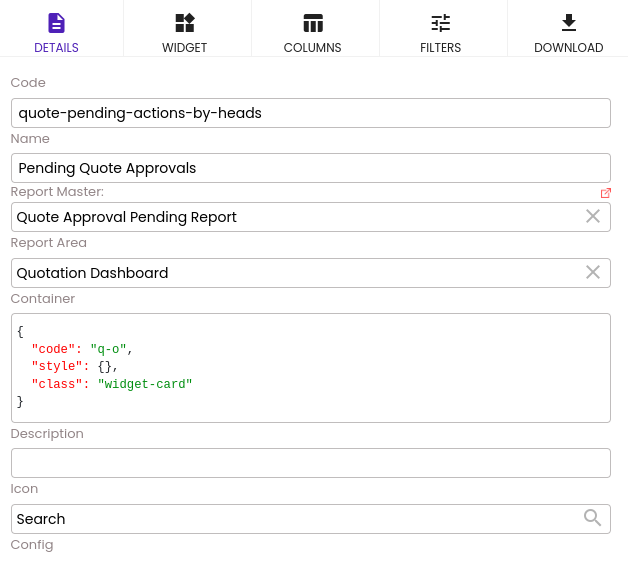 DETAILS WIDGET COLUMNS FILTERS DOWNLOAD
Code
quote-pending-actions-by-heads
Name
Pending Quote Approvals
Report Master:
Quote Approval Pending Report
Report Area
Quotation Dashboard
Container
{
"code": "q-o",
"style": {},
"class": "widget-card"
}
Description
Icon
Search
Config